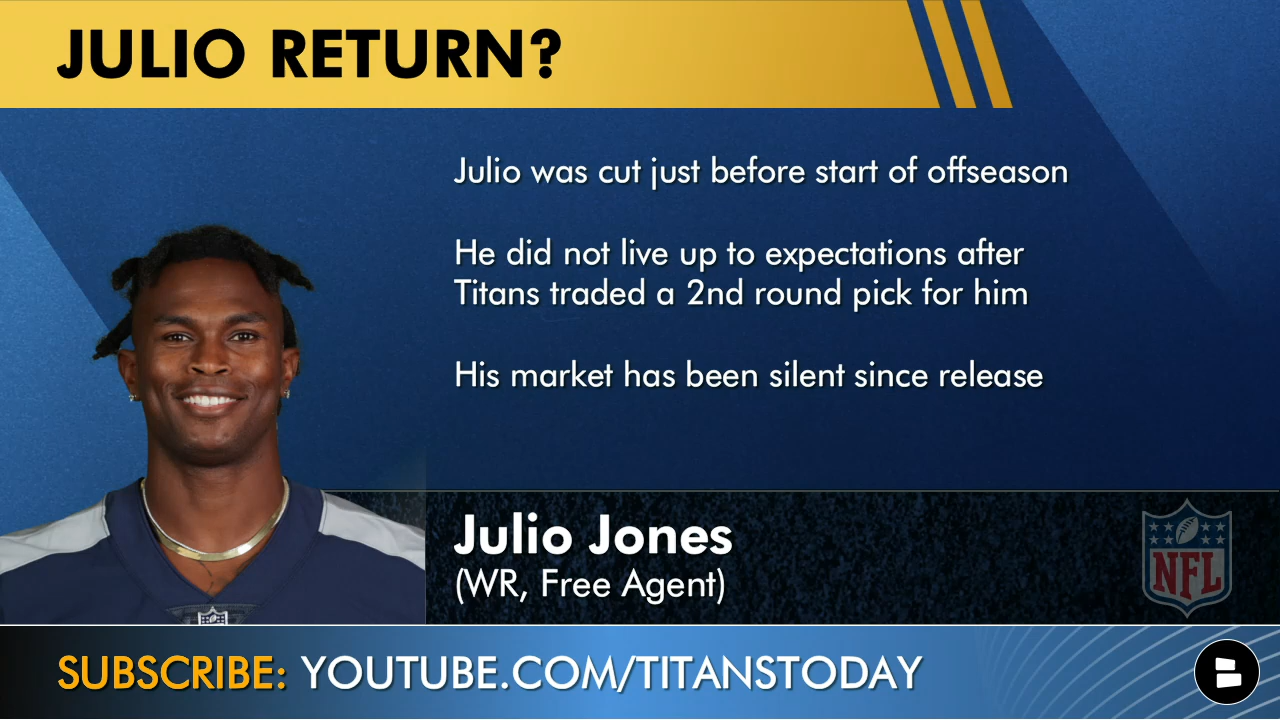 JULIO RETURN?
Julio was cut just before start of offseason
He did not live up to expectations after
Titans traded a 2nd round pick for him
His market has been silent since release
Julio Jones
(WR, Free Agent)
NFL
SUBSCRIBE: YOUTUBE.COM/TITANSTODAY